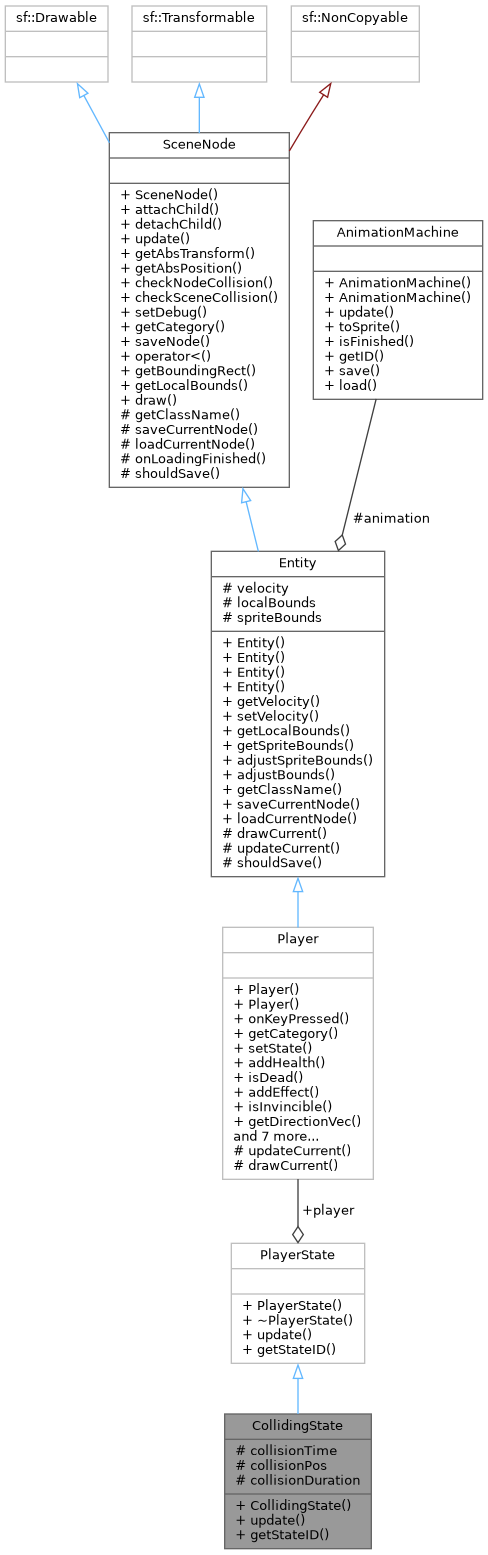 sf::Drawable
sf::Transformable
sf::NonCopyable
SceneNode
+ SceneNode()
+ attachChild()
+ detachChild()
+ update()
+ getAbsTransform()
+ getAbsPosition()
+ checkNodeCollision()
+ checkSceneCollision()
+ setDebug()
+ getCategory()
+ saveNode()
+ operator<()
+ getBoundingRect()
+ getLocalBounds()
+ draw()
# getClassName()
# saveCurrentNode()
# loadCurrentNode()
# onLoadingFinished()
# shouldSave()
AnimationMachine
+ AnimationMachine()
+ AnimationMachine()
+ update()
+ toSprite()
+ isFinished()
+ getID()
+ save()
+ load()
#animation
Entity
# velocity
# localBounds
# spriteBounds
+ Entity()
+ Entity()
+ Entity()
+ Entity()
+ getVelocity()
+ setVelocity()
+ getLocalBounds()
+ getSpriteBounds()
+ adjustSpriteBounds()
+ adjustBounds()
+ getClassName()
+ saveCurrentNode()
+ loadCurrentNode()
# drawCurrent()
# updateCurrent()
# shouldSave()
Player
+ Player()
+ Player()
+ onKeyPressed()
+ getCategory()
+ setState()
+ addHealth()
+ isDead()
+ addEffect()
+ isInvincible()
+ getDirectionVec()
and 7 more...
# updateCurrent()
# drawCurrent()
+player
PlayerState
+ PlayerState()
+ ~PlayerState()
+ update()
+ getStateID()
CollidingState
# collisionTime
# collisionPos
# collisionDuration
+ CollidingState()
+ update()
+ getStateID()